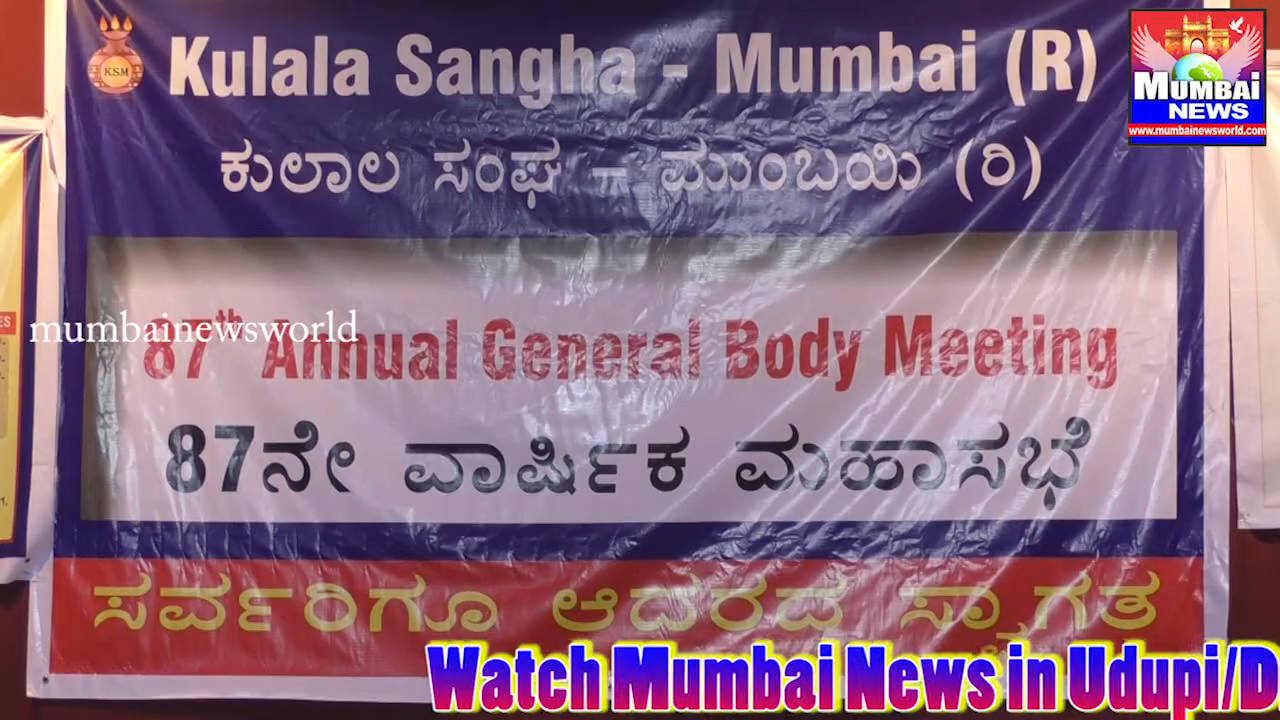 K.S.M
Kulala Sangha - Mumbai (R)
ಕುಲಾಲ ಸಂಘ – ಮುಂಬಯಿ (ರಿ)
MUMBAI
NEWS
www.mumbainewsworld.com
mumbainewsworld
87th Annual General Body Meeting
87ನೇ ವಾರ್ಷಿಕ ಮಹಾಸಭೆ
ಸರ್ವರಿಗೂ ಆದರದ ಸ್ವಾಗತ
Watch Mumbai News in Udupi/D